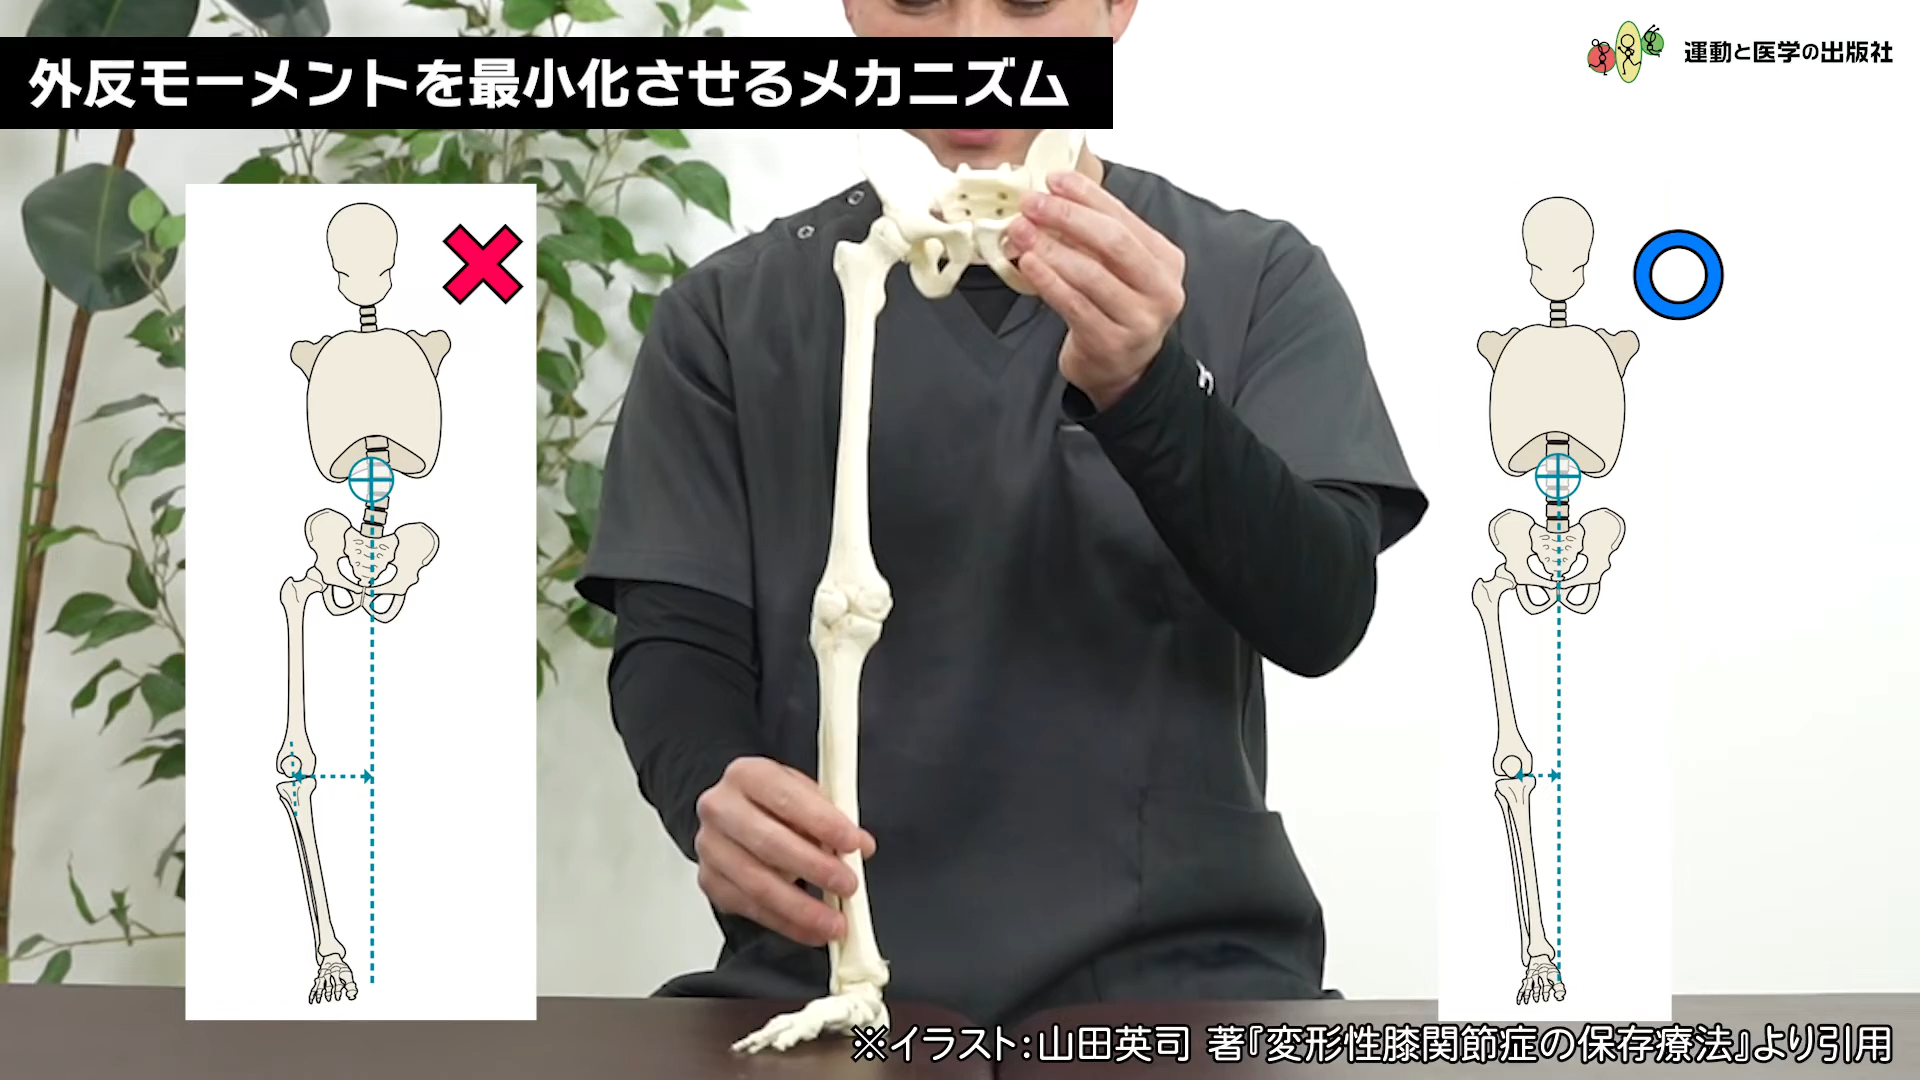 外反モーメントを最小化させるメカニズム
運動と医学の出版社
※イラスト：山田英司 著『変形性膝関節症の保存療法』より引用